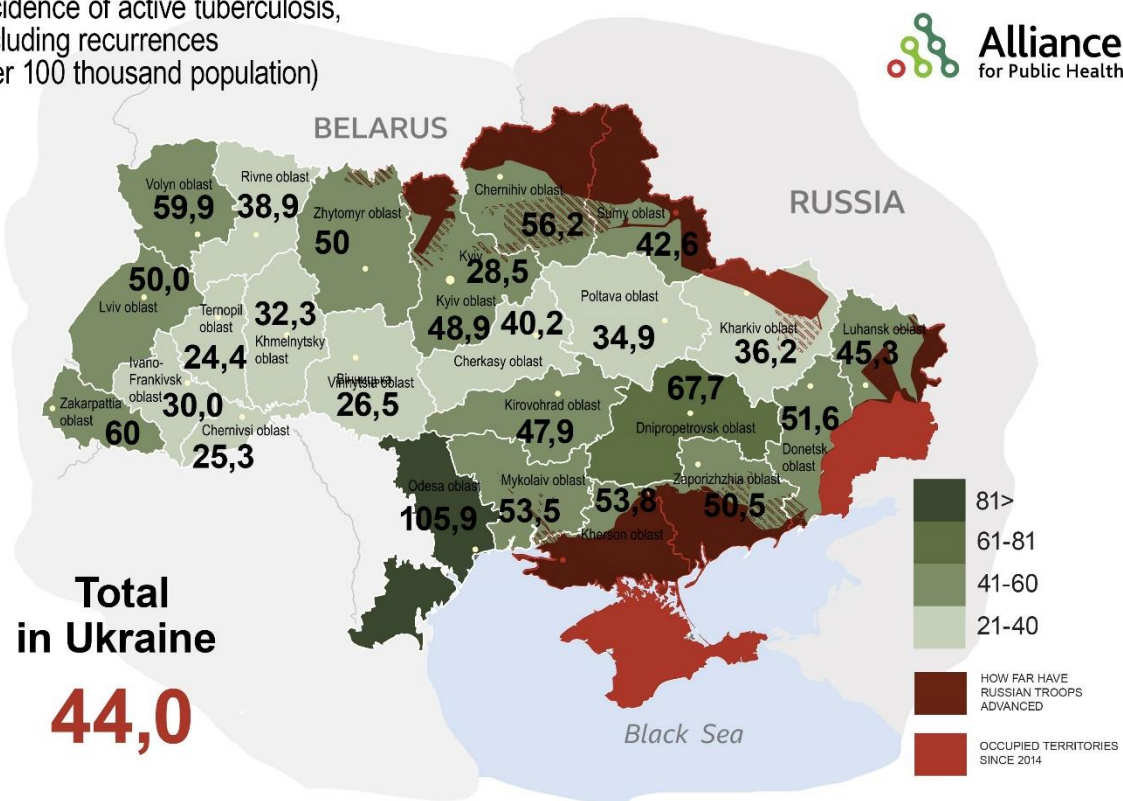 cidence of active tuberculosis,
cluding recurrences
er 100 thousand population)
Alliance
for Public Health
BELARUS
RUSSIA
Volyn oblast
59,9
Rivne oblast
38,9
Zhytomyr oblast
50
Chernihiv oblast
56,2
Sumy oblast
42,6
Kyiv
28,5
Kyiv oblast
48,9
50,0
Lviv oblast
Ternopil
oblast
24,4
32,3
Khmelnytsky
oblast
40,2
Cherkasy oblast
Poltava oblast
34,9
Kharkiv oblast
36,2
Luhansk oblast
45,3
Ivano-
Frankivsk
oblast
30,0
Zakarpattia
oblast
60
Chernivsi oblast
25,3
Вінницька
Vinnytsia oblast
26,5
Kirovohrad oblast
47,9
67,7
Dnipropetrovsk oblast
51,6
Donetsk
oblast
Odesa oblast
105,9
Mykolaiv oblast
53,5
53,8
Kherson oblast
Zaporizhzhia oblast
50,5
Total
in Ukraine
44,0
Black Sea
81>
61-81
41-60
21-40
HOW FAR HAVE
RUSSIAN TROOPS
ADVANCED
OCCUPIED TERRITORIES
SINCE 2014